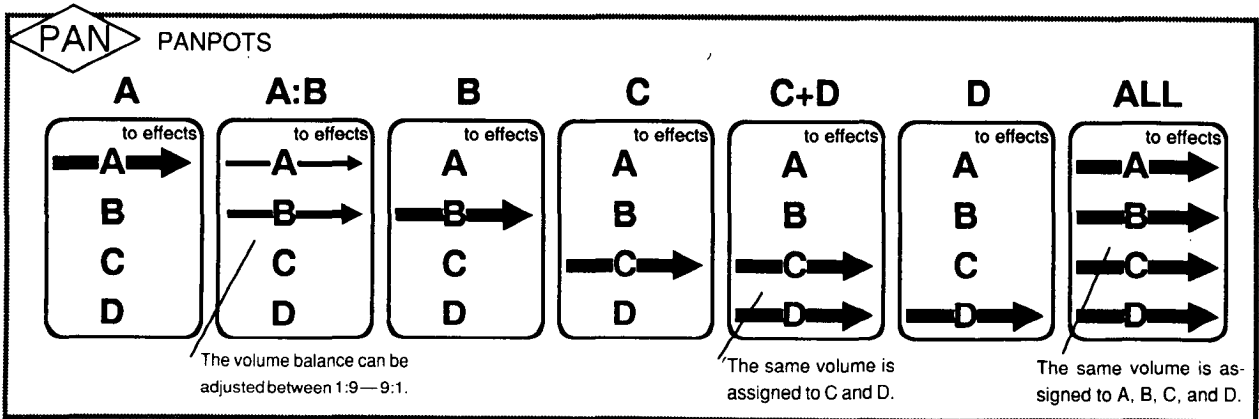 PAN PANPOTS
A A:B B C C+D D ALL
to effects to effects to effects to effects to effects to effects to effects
A A A A A A A
B B B B B B B
C C C C C C C
D D D D D D D
The volume balance can be
adjusted between 1:9—9:1.
The same volume is
assigned to C and D.
The same volume is as-
signed to A, B, C, and D.